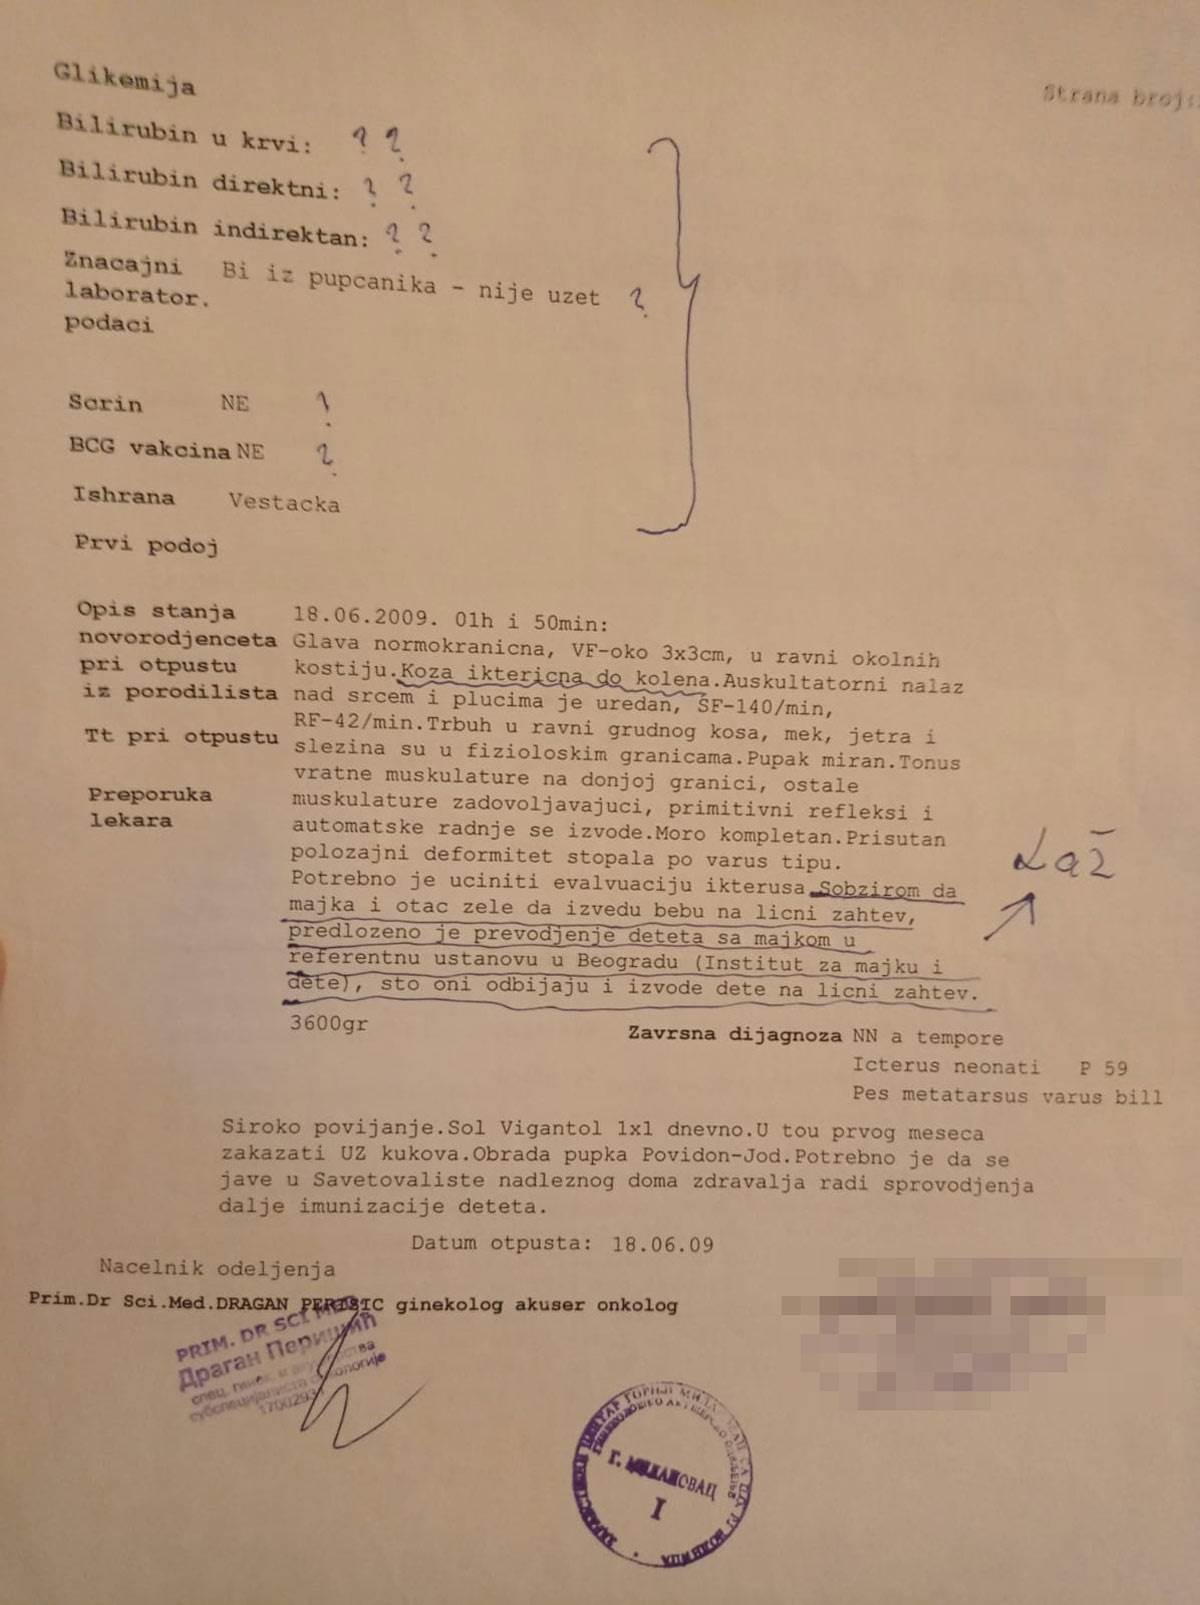 Glikemija
Strana broj:
Bilirubin u krvi: ? ?
Bilirubin direktni: ? ?
Bilirubin indirektan: ? ?
Znacajni Bi iz pupcanika - nije uzet ?
laborator.
podaci
Scrin NE ?
BCG vakcina NE ?
Ishrana Vestacka
Prvi podoj
Opis stanja 18.06.2009. 01h i 50min:
novorodjenceta Glava normokranicna, VF-oko 3x3cm, u ravni okolnih
pri otpustu kostiju.Koza iktericna do kolena.Auskultatorni nalaz
iz porodilista nad srcem i plucima je uredan, SF-140/min,
RF-42/min.Trbuh u ravni grudnog kosa, mek, jetra i
Tt pri otpustu slezina su u fizioloskim granicama.Pupak miran.Tonus
vratne muskulature na donjoj granici, ostale
Preporuka muskulature zadovoljavajuci, primitivni refleksi i
lekara automatske radnje se izvode.Moro kompletan.Prisutan
polozajni deformitet stopala po varus tipu.
Laž
Potrebno je uciniti evalvuaciju ikterusa.Sobzirom da
majka i otac zele da izvedu bebu na licni zahtev,
predlozeno je prevodjenje deteta sa majkom u
referentnu ustanovu u Beogradu (Institut za majku i
dete), sto oni odbijaju i izvode dete na licni zahtev.
3600gr
Zavrsna dijagnoza NN a tempore
Icterus neonati P 59
Pes metatarsus varus bill
Siroko povijanje.Sol Vigantol 1x1 dnevno.U tou prvog meseca
zakazati UZ kukova.Obrada pupka Povidon-Jod.Potrebno je da se
jave u Savetovaliste nadleznog doma zdravalja radi sprovodjenja
dalje imunizacije deteta.
Datum otpusta: 18.06.09
Nacelnik odeljenja
Prim.Dr Sci.Med.DRAGAN PERISIC ginekolog akuser onkolog
PRIM. DR SCI MED
Драган Перишић
субспецијалиста онкологије
Г. МИЛАНОВАЦ
I